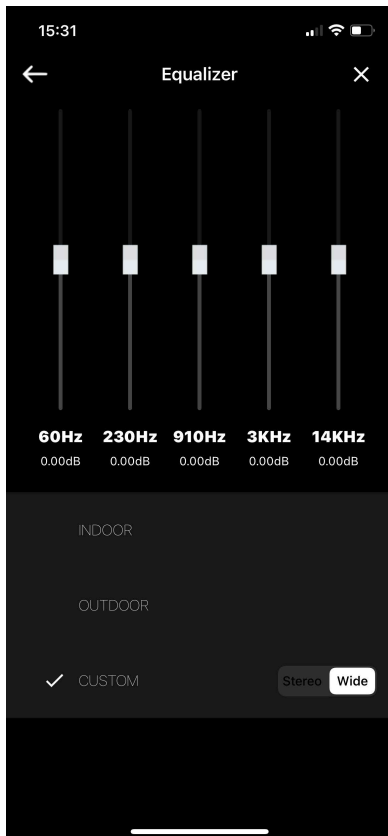 15:31
Equalizer
60Hz 230Hz 910Hz 3KHz 14KHz
0.00dB 0.00dB 0.00dB 0.00dB 0.00dB
INDOOR
OUTDOOR
CUSTOM Stereo Wide